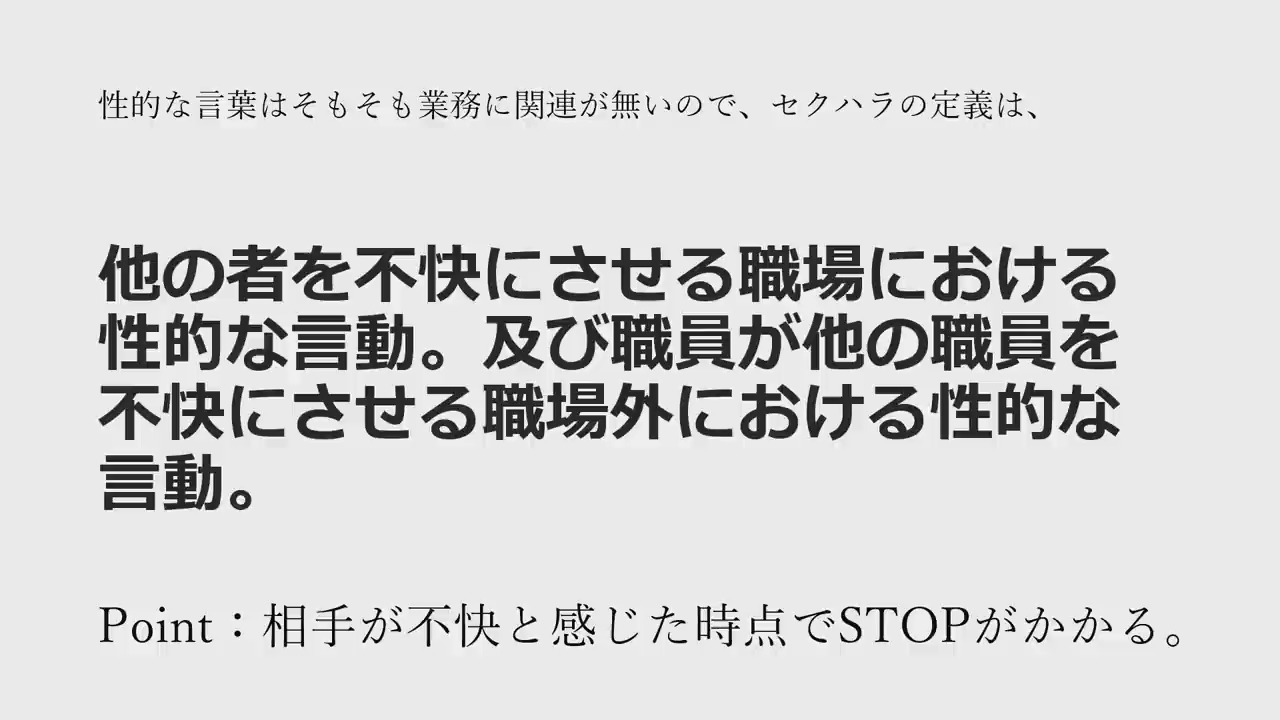 性的な言葉はそもそも業務に関連が無いので、セクハラの定義は、
他の者を不快にさせる職場における
性的な言動。及び職員が他の職員を
不快にさせる職場外における性的な
言動。
Point：相手が不快と感じた時点でSTOPがかかる。